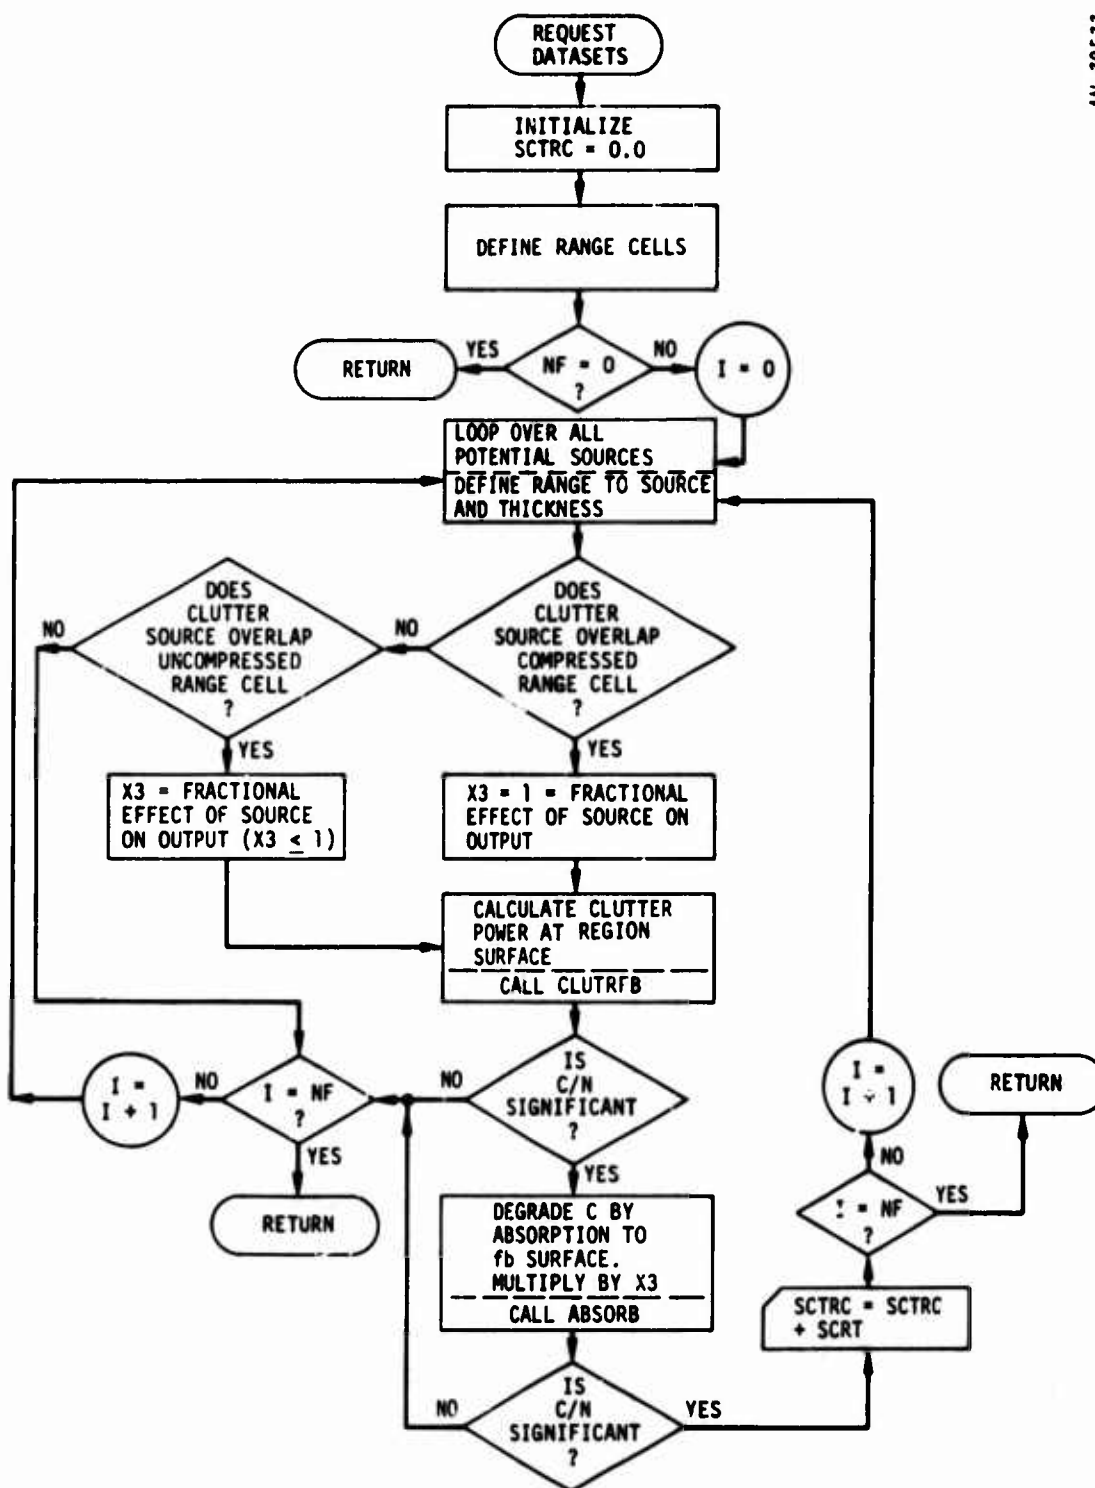 REQUEST
DATASETS
INITIALIZE
SCTRC = 0.0
DEFINE RANGE CELLS
RETURN
YES
NF = 0
?
NO
I = 0
LOOP OVER ALL
POTENTIAL SOURCES
DEFINE RANGE TO SOURCE
AND THICKNESS
NO
DOES
CLUTTER
SOURCE OVERLAP
UNCOMPRESSED
RANGE CELL
?
NO
DOES
CLUTTER
SOURCE OVERLAP
COMPRESSED
RANGE CELL
?
YES
YES
X3 = FRACTIONAL
EFFECT OF SOURCE
ON OUTPUT (X3 ≤ 1)
X3 = 1 = FRACTIONAL
EFFECT OF SOURCE ON
OUTPUT
CALCULATE CLUTTER
POWER AT REGION
SURFACE
CALL CLUTRFB
I =
I + 1
NO
I = NF
?
YES
RETURN
NO
IS
C/N
SIGNIFICANT
?
YES
I =
I + 1
RETURN
NO
I = NF
?
YES
DEGRADE C BY
ABSORPTION TO
fb SURFACE.
MULTIPLY BY X3
CALL ABSORB
SCTRC = SCTRC
+ SCRT
NO
IS
C/N
SIGNIFICANT
?
YES